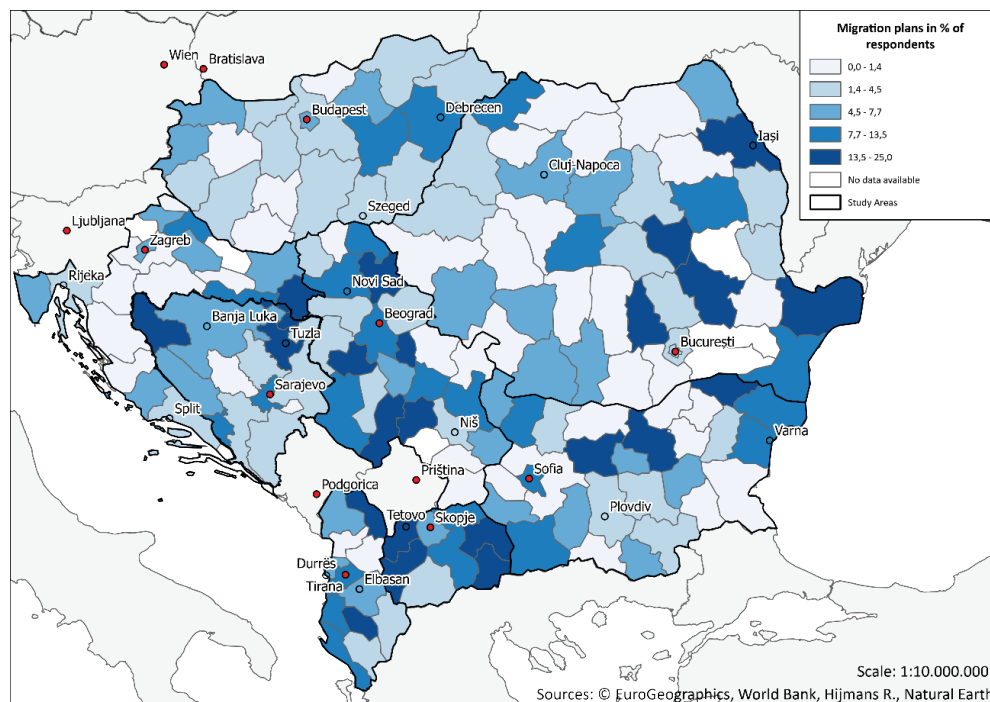 Migration plans in % of
respondents
0,0 - 1,4
1,4 - 4,5
4,5 - 7,7
7,7 - 13,5
13,5 - 25,0
No data available
Study Areas
Wien
Bratislava
Budapest
Debrecen
Iași
Cluj-Napoca
Szeged
Ljubljana
Zagreb
Rijeka
Novi Sad
Banja Luka
Beograd
Tuzla
București
Sarajevo
Split
Niš
Varna
Priština
Sofia
Podgorica
Plovdiv
Tetovo
Skopje
Durrës
Tirana
Elbasan
Scale: 1:10.000.000
Sources: © EuroGeographics, World Bank, Hijmans R., Natural Earth